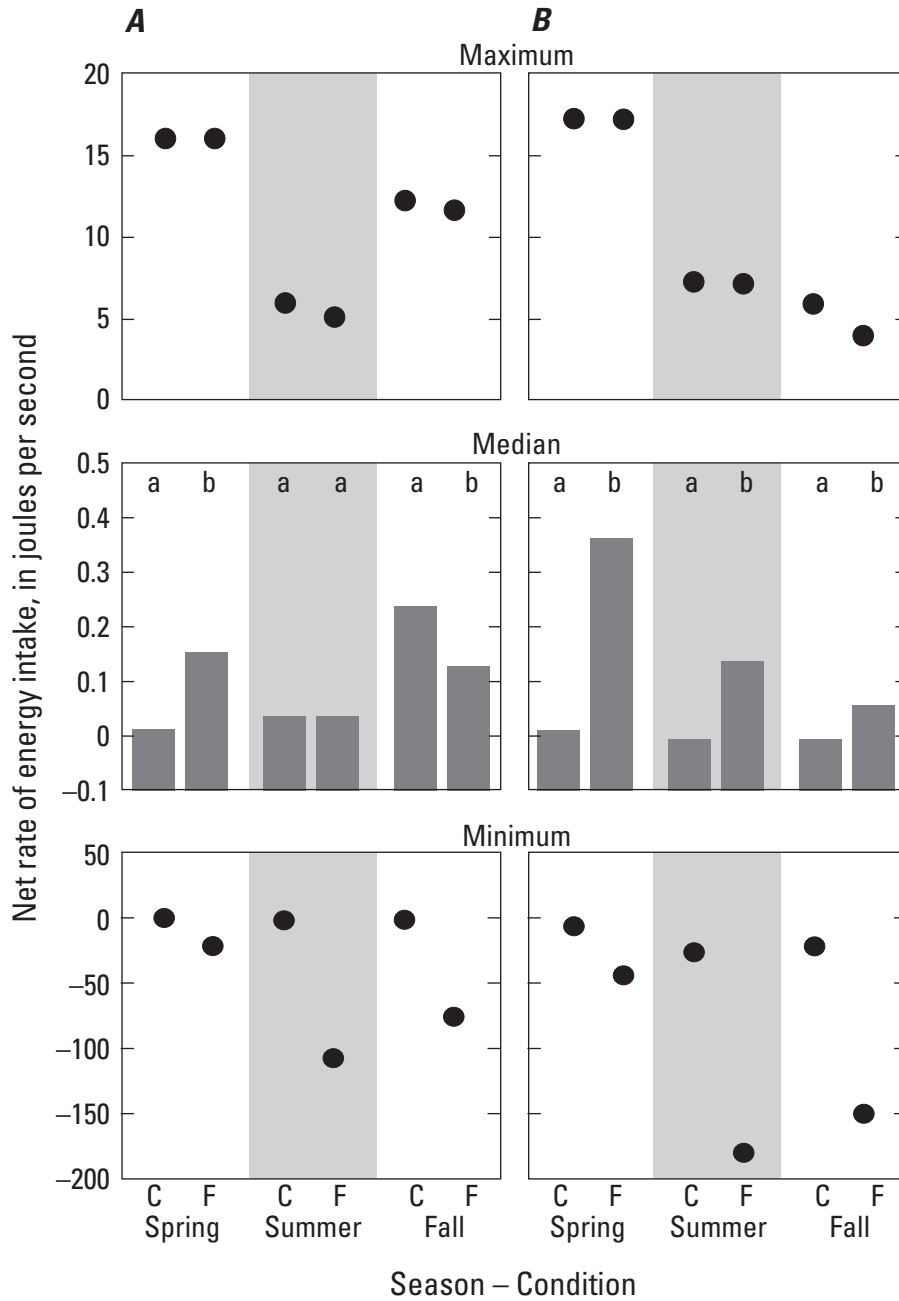 A B
Maximum
20
15
10
5
0
Median
0.5
0.4
0.3
0.2
0.1
0
–0.1
a b a a a b a b a b a b
Minimum
50
0
–50
–100
–150
–200
Net rate of energy intake, in joules per second
C F C F C F C F C F C F
Spring Summer Fall Spring Summer Fall
Season – Condition